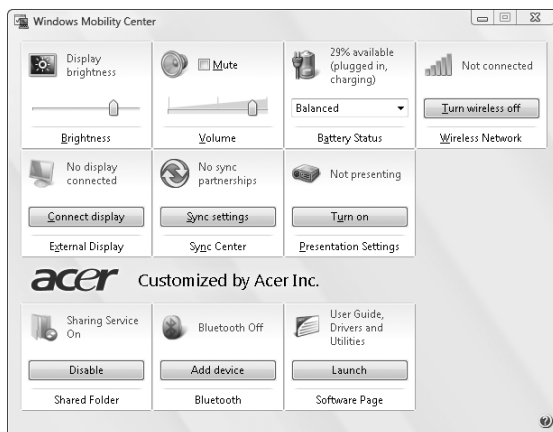 Windows Mobility Center
Display
brightness
Brightness
Mute
Volume
29% available
(plugged in,
charging)
Balanced
Battery Status
Not connected
Turn wireless off
Wireless Network
No display
connected
Connect display
External Display
No sync
partnerships
Sync settings
Sync Center
Not presenting
Turn on
Presentation Settings
acer Customized by Acer Inc.
Sharing Service
On
Disable
Shared Folder
Bluetooth Off
Add device
Bluetooth
User Guide,
Drivers and
Utilities
Launch
Software Page
?